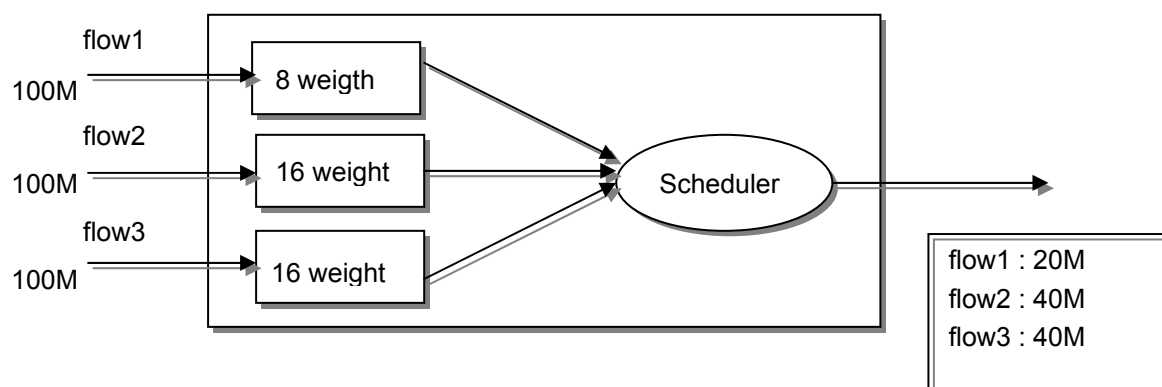 flow1
100M
8 weigth
flow2
100M
16 weight
Scheduler
flow3
100M
16 weight
flow1 : 20M
flow2 : 40M
flow3 : 40M